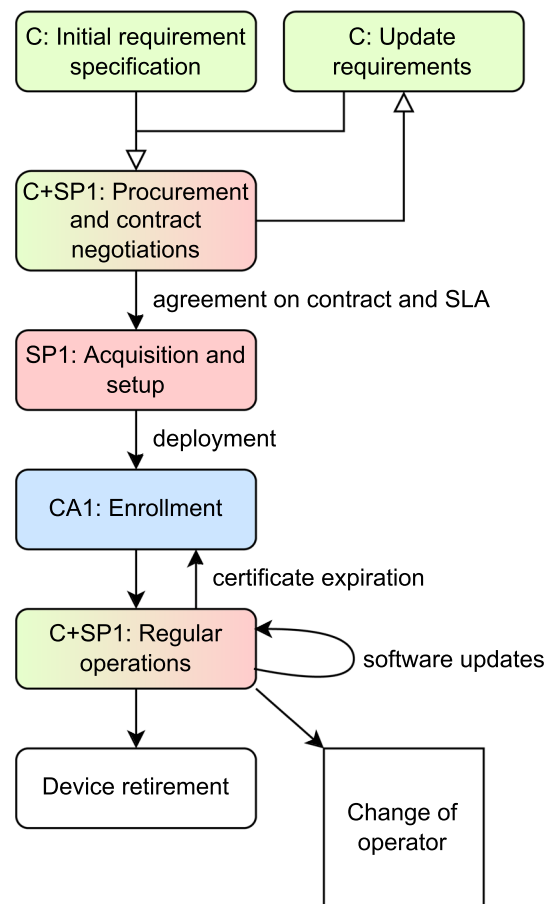 C: Initial requirement
specification
C: Update
requirements
C+SP1: Procurement
and contract
negotiations
agreement on contract and SLA
SP1: Acquisition and
setup
deployment
CA1: Enrollment
certificate expiration
C+SP1: Regular
operations
software updates
Device retirement
Change of
operator